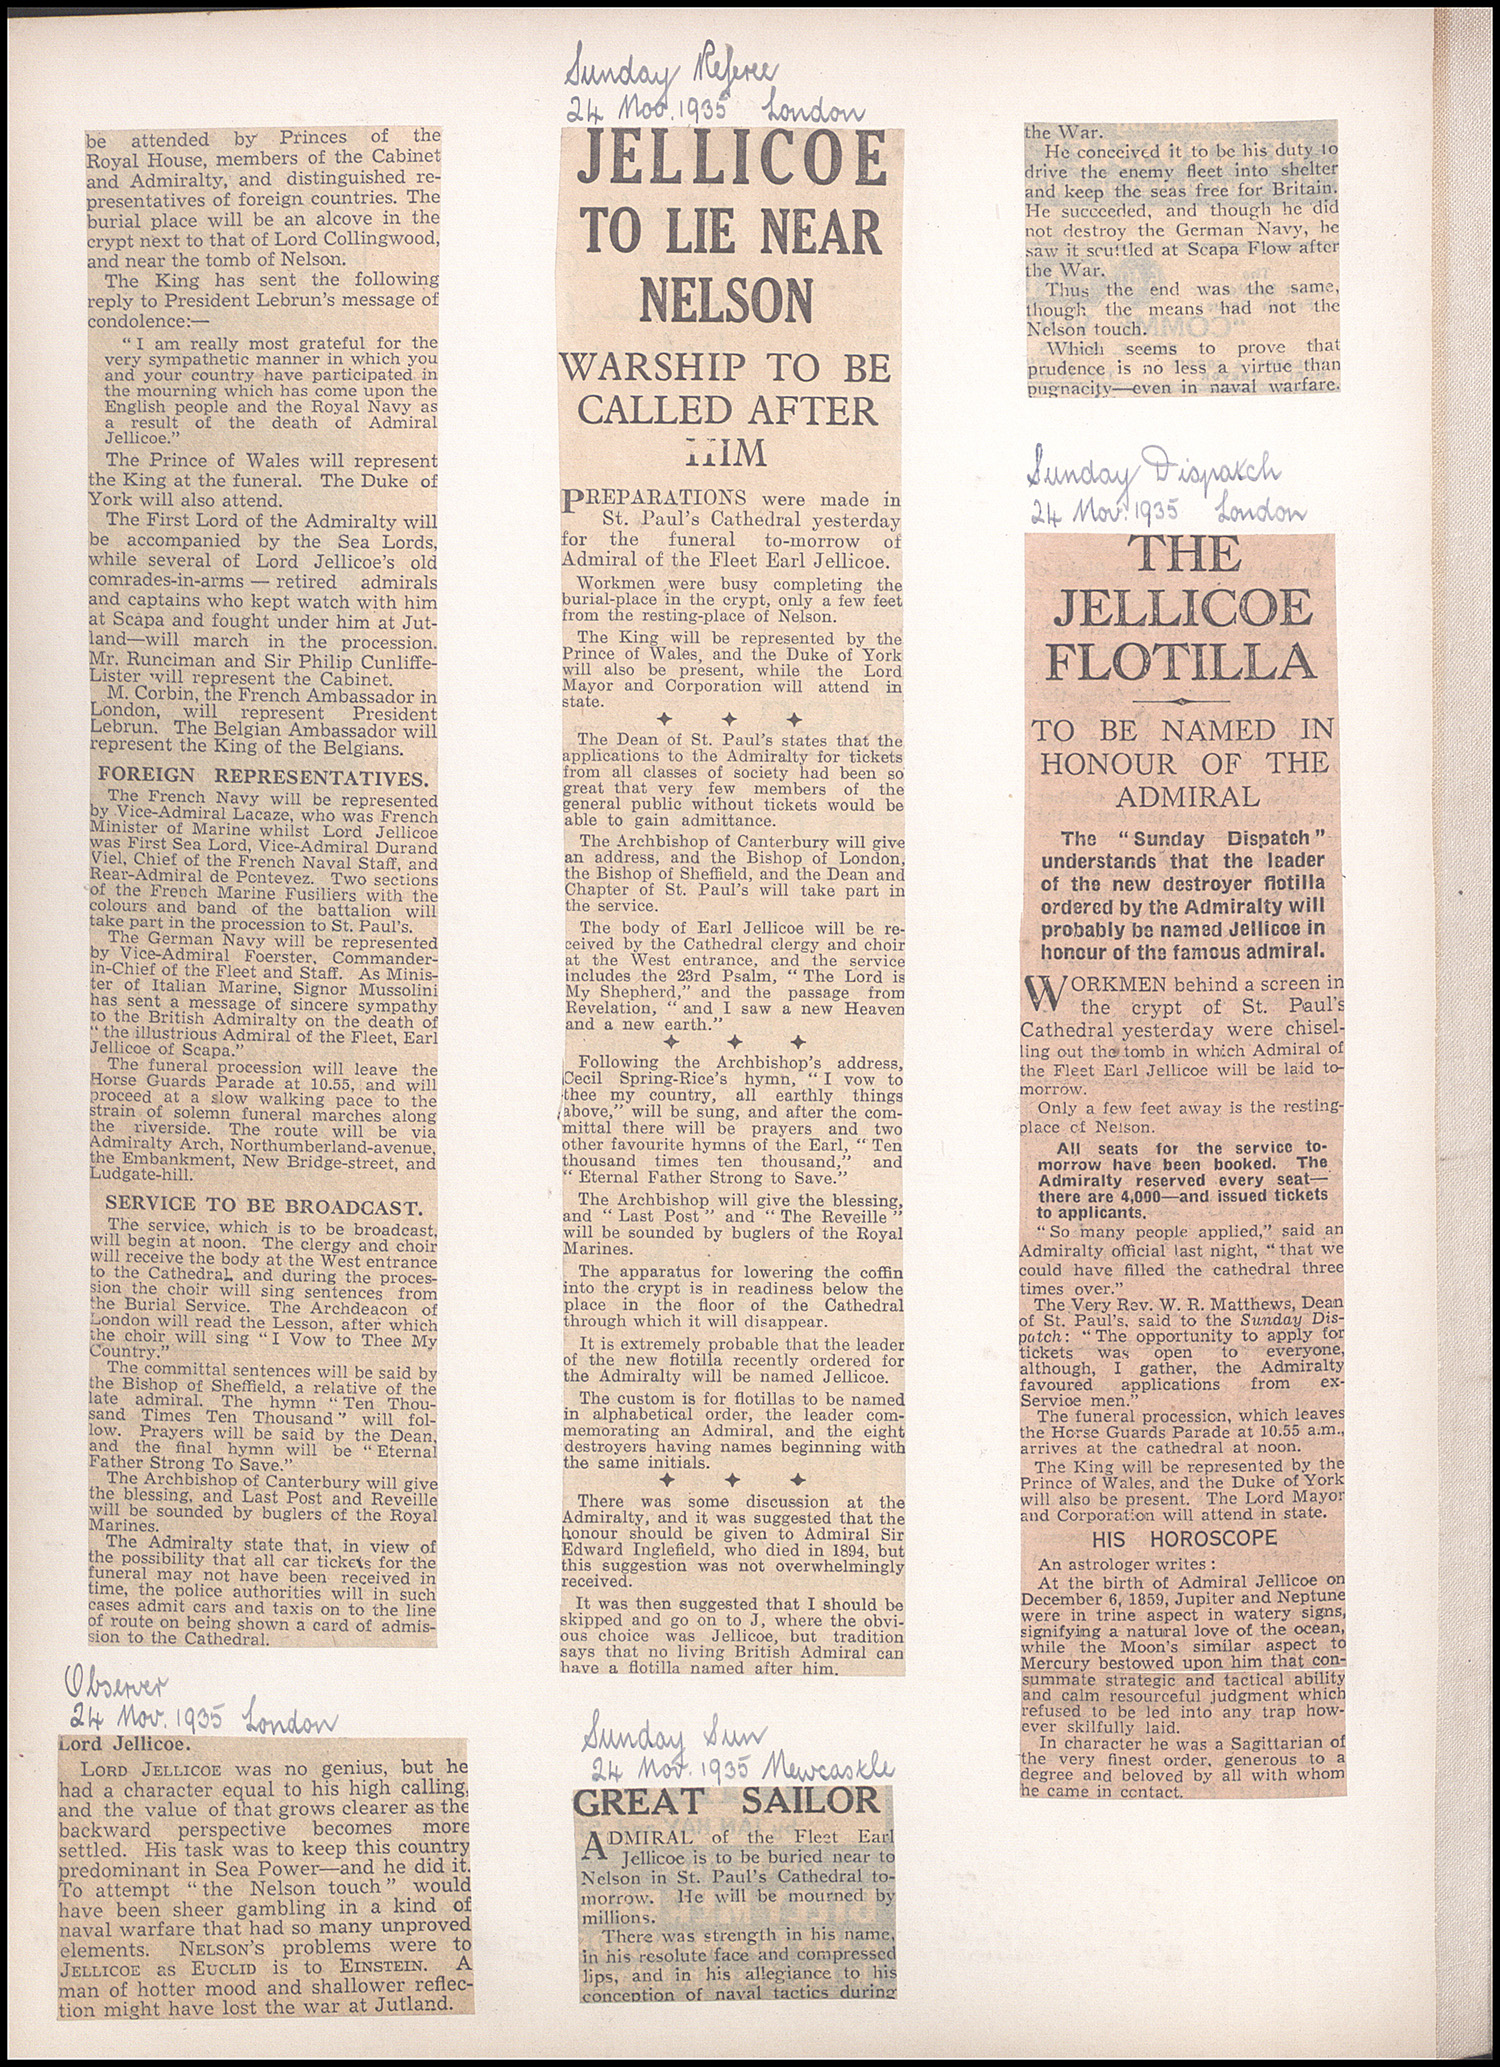 be attended by Princes of the
Royal House, members of the Cabinet
and Admiralty, and distinguished re-
presentatives of foreign countries. The
burial place will be an alcove in the
crypt next to that of Lord Collingwood,
and near the tomb of Nelson.
The King has sent the following
reply to President Lebrun's message of
condolence:—
"I am really most grateful for the
very sympathetic manner in which you
and your country have participated in
the mourning which has come upon the
English people and the Royal Navy as
a result of the death of Admiral
Jellicoe."
The Prince of Wales will represent
the King at the funeral. The Duke of
York will also attend.
The First Lord of the Admiralty will
be accompanied by the Sea Lords,
while several of Lord Jellicoe's old
comrades-in-arms — retired admirals
and captains who kept watch with him
at Scapa and fought under him at Jut-
land—will march in the procession.
Mr. Runciman and Sir Philip Cunliffe-
Lister will represent the Cabinet.
M. Corbin, the French Ambassador in
London, will represent President
Lebrun. The Belgian Ambassador will
represent the King of the Belgians.
FOREIGN REPRESENTATIVES.
The French Navy will be represented
by Vice-Admiral Lacaze, who was French
Minister of Marine whilst Lord Jellicoe
was First Sea Lord, Vice-Admiral Durand
Viel, Chief of the French Naval Staff, and
Rear-Admiral de Pontevez. Two sections
of the French Marine Fusiliers with the
colours and band of the battalion will
take part in the procession to St. Paul's.
The German Navy will be represented
by Vice-Admiral Foerster, Commander-
in-Chief of the Fleet and Staff. As Minis-
ter of Italian Marine, Signor Mussolini
has sent a message of sincere sympathy
to the British Admiralty on the death of
"the illustrious Admiral of the Fleet, Earl
Jellicoe of Scapa."
The funeral procession will leave the
Horse Guards Parade at 10.55, and will
proceed at a slow walking pace to the
strain of solemn funeral marches along
the riverside. The route will be via
Admiralty Arch, Northumberland-avenue,
the Embankment, New Bridge-street, and
Ludgate-hill.
SERVICE TO BE BROADCAST.
The service, which is to be broadcast,
will begin at noon. The clergy and choir
will receive the body at the West entrance
to the Cathedral, and during the proces-
sion the choir will sing sentences from
the Burial Service. The Archdeacon of
London will read the Lesson, after which
the choir will sing "I Vow to Thee My
Country."
The committal sentences will be said by
the Bishop of Sheffield, a relative of the
late admiral. The hymn "Ten Thou-
sand Times Ten Thousand" will fol-
low. Prayers will be said by the Dean,
and the final hymn will be "Eternal
Father Strong To Save."
The Archbishop of Canterbury will give
the blessing, and Last Post and Reveille
will be sounded by buglers of the Royal
Marines.
The Admiralty state that, in view of
the possibility that all car tickets for the
funeral may not have been received in
time, the police authorities will in such
cases admit cars and taxis on to the line
of route on being shown a card of admis-
sion to the Cathedral.
Observer
24 Nov. 1935 London
Lord Jellicoe.
LORD JELLICOE was no genius, but he
had a character equal to his high calling,
and the value of that grows clearer as the
backward perspective becomes more
settled. His task was to keep this country
predominant in Sea Power—and he did it.
To attempt "the Nelson touch" would
have been sheer gambling in a kind of
naval warfare that had so many unproved
elements. NELSON'S problems were to
JELLICOE as EUCLID is to EINSTEIN. A
man of hotter mood and shallower reflec-
tion might have lost the war at Jutland.
Sunday Referee
24 Nov. 1935 London
JELLICOE
TO LIE NEAR
NELSON
WARSHIP TO BE
CALLED AFTER
HIM
PREPARATIONS were made in
St. Paul's Cathedral yesterday
for the funeral to-morrow of
Admiral of the Fleet Earl Jellicoe.
Workmen were busy completing the
burial-place in the crypt, only a few feet
from the resting-place of Nelson.
The King will be represented by the
Prince of Wales, and the Duke of York
will also be present, while the Lord
Mayor and Corporation will attend in
state.
The Dean of St. Paul's states that the
applications to the Admiralty for tickets
from all classes of society had been so
great that very few members of the
general public without tickets would be
able to gain admittance.
The Archbishop of Canterbury will give
an address, and the Bishop of London,
the Bishop of Sheffield, and the Dean and
Chapter of St. Paul's will take part in
the service.
The body of Earl Jellicoe will be re-
ceived by the Cathedral clergy and choir
at the West entrance, and the service
includes the 23rd Psalm, "The Lord is
My Shepherd," and the passage from
Revelation, "and I saw a new Heaven
and a new earth."
Following the Archbishop's address,
Cecil Spring-Rice's hymn, "I vow to
thee my country, all earthly things
above," will be sung, and after the com-
mittal there will be prayers and two
other favourite hymns of the Earl, "Ten
thousand times ten thousand," and
"Eternal Father Strong to Save."
The Archbishop will give the blessing,
and "Last Post" and "The Reveille"
will be sounded by buglers of the Royal
Marines.
The apparatus for lowering the coffin
into the crypt is in readiness below the
place in the floor of the Cathedral
through which it will disappear.
It is extremely probable that the leader
of the new flotilla recently ordered for
the Admiralty will be named Jellicoe.
The custom is for flotillas to be named
in alphabetical order, the leader com-
memorating an Admiral, and the eight
destroyers having names beginning with
the same initials.
There was some discussion at the
Admiralty, and it was suggested that the
honour should be given to Admiral Sir
Edward Inglefield, who died in 1894, but
this suggestion was not overwhelmingly
received.
It was then suggested that I should be
skipped and go on to J, where the obvi-
ous choice was Jellicoe, but tradition
says that no living British Admiral can
have a flotilla named after him.
Sunday Sun
24 Nov. 1935 Newcastle
GREAT SAILOR
ADMIRAL of the Fleet Earl
Jellicoe is to be buried near to
Nelson in St. Paul's Cathedral to-
morrow. He will be mourned by
millions.
There was strength in his name,
in his resolute face and compressed
lips, and in his allegiance to his
conception of naval tactics during
the War.
He conceived it to be his duty to
drive the enemy fleet into shelter
and keep the seas free for Britain.
He succeeded, and though he did
not destroy the German Navy, he
saw it scuttled at Scapa Flow after
the War.
Thus the end was the same,
though the means had not the
Nelson touch.
Which seems to prove that
prudence is no less a virtue than
pugnacity—even in naval warfare.
Sunday Dispatch
24 Nov. 1935 London
THE
JELLICOE
FLOTILLA
TO BE NAMED IN
HONOUR OF THE
ADMIRAL
The "Sunday Dispatch"
understands that the leader
of the new destroyer flotilla
ordered by the Admiralty will
probably be named Jellicoe in
honour of the famous admiral.
WORKMEN behind a screen in
the crypt of St. Paul's
Cathedral yesterday were chisel-
ling out the tomb in which Admiral of
the Fleet Earl Jellicoe will be laid to-
morrow.
Only a few feet away is the resting-
place of Nelson.
All seats for the service to-
morrow have been booked. The
Admiralty reserved every seat—
there are 4,000—and issued tickets
to applicants.
"So many people applied," said an
Admiralty official last night, "that we
could have filled the cathedral three
times over."
The Very Rev. W. R. Matthews, Dean
of St. Paul's, said to the Sunday Dis-
patch: "The opportunity to apply for
tickets was open to everyone,
although, I gather, the Admiralty
favoured applications from ex-
Service men."
The funeral procession, which leaves
the Horse Guards Parade at 10.55 a.m.,
arrives at the cathedral at noon.
The King will be represented by the
Prince of Wales, and the Duke of York
will also be present. The Lord Mayor
and Corporation will attend in state.
HIS HOROSCOPE
An astrologer writes:
At the birth of Admiral Jellicoe on
December 6, 1859, Jupiter and Neptune
were in trine aspect in watery signs,
signifying a natural love of the ocean,
while the Moon's similar aspect to
Mercury bestowed upon him that con-
summate strategic and tactical ability
and calm resourceful judgment which
refused to be led into any trap how-
ever skilfully laid.
In character he was a Sagittarian of
the very finest order, generous to a
degree and beloved by all with whom
he came in contact.